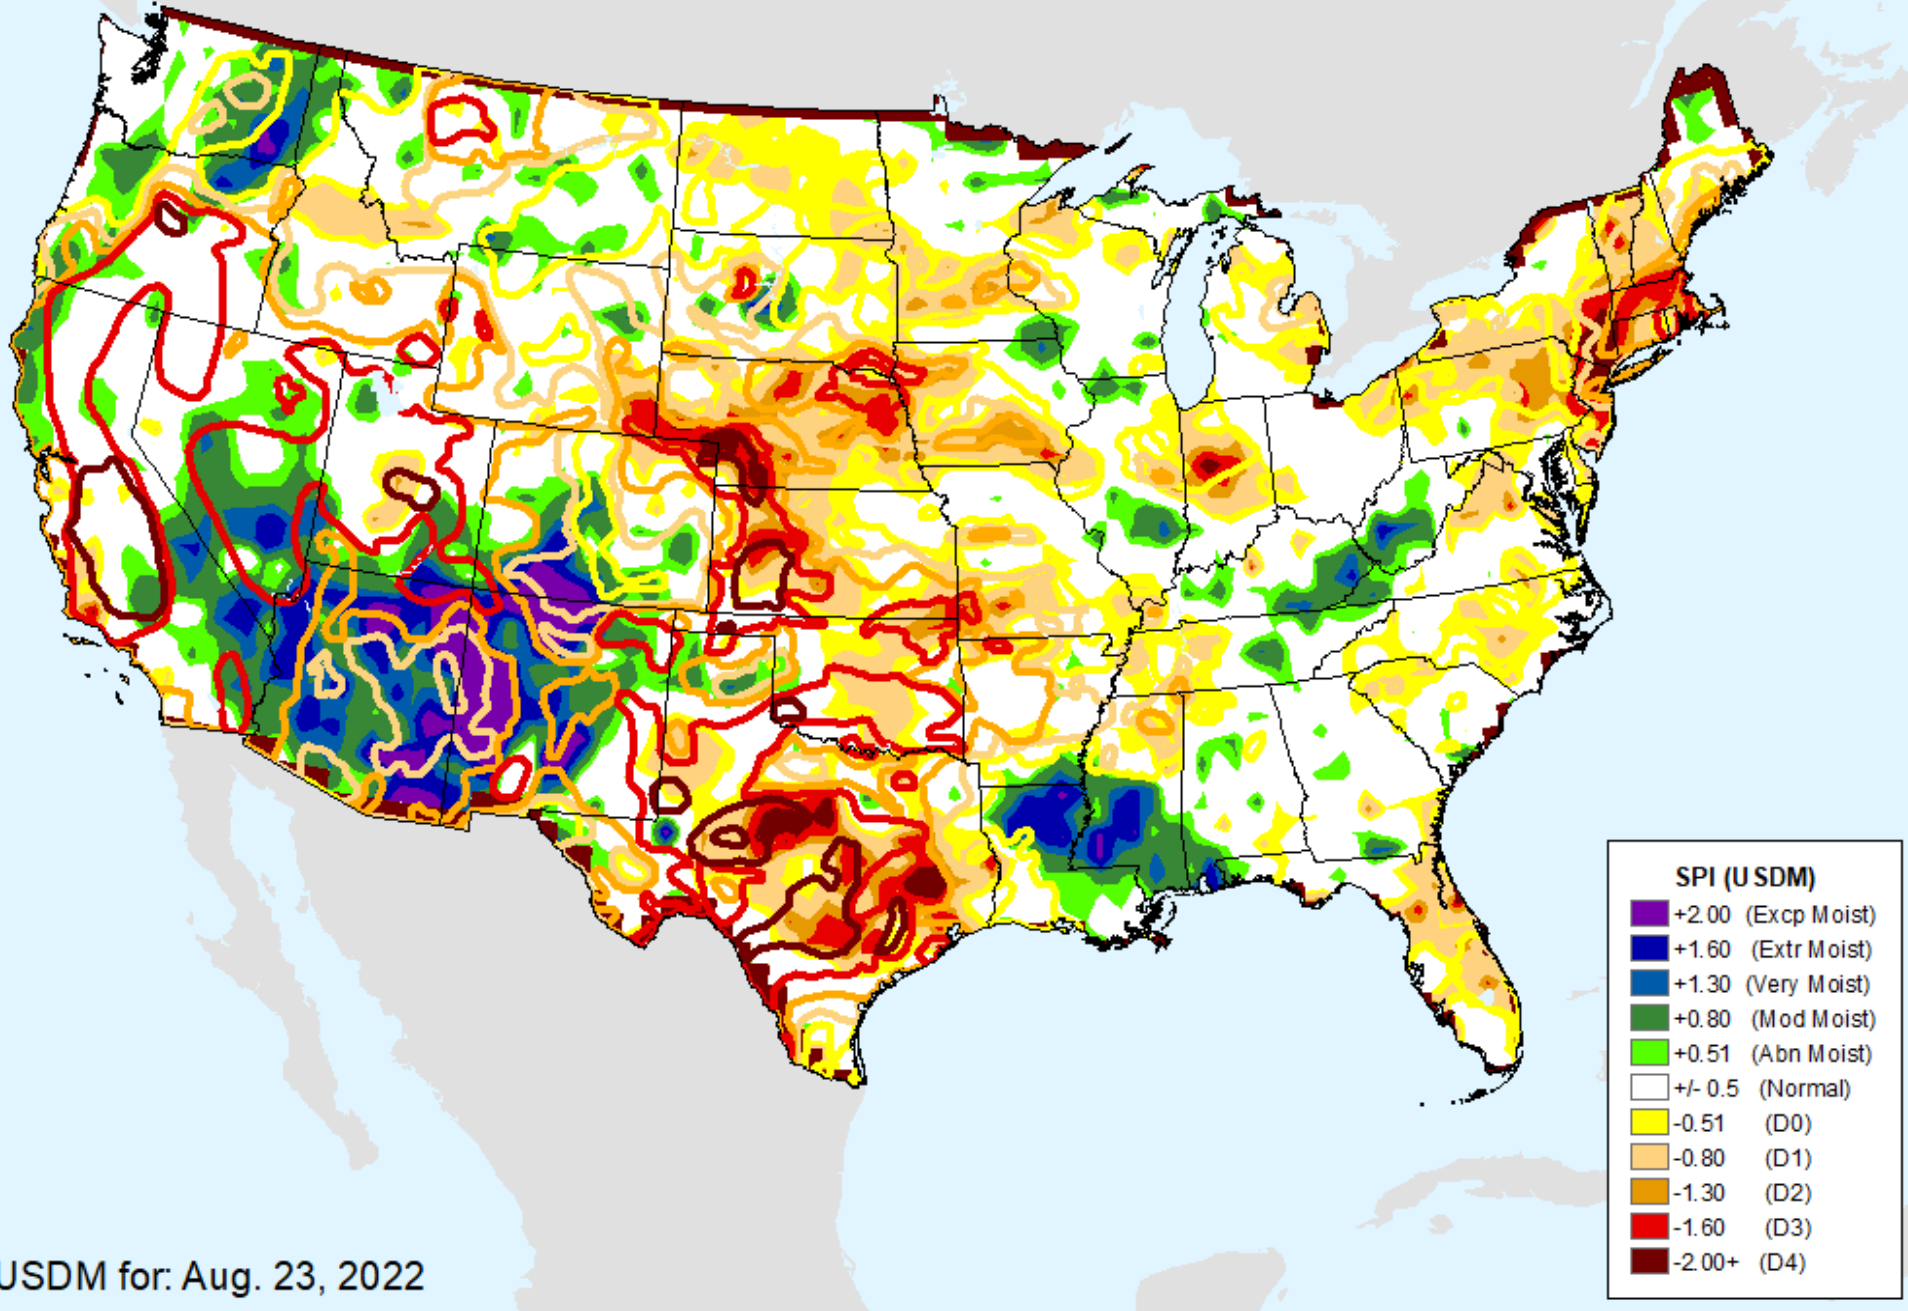 SPI (USDM)
+2.00 (Excp Moist)
+1.60 (Extr Moist)
+1.30 (Very Moist)
+0.80 (Mod Moist)
+0.51 (Abn Moist)
+/- 0.5 (Normal)
-0.51 (D0)
-0.80 (D1)
-1.30 (D2)
-1.60 (D3)
-2.00+ (D4)
USDM for: Aug. 23, 2022